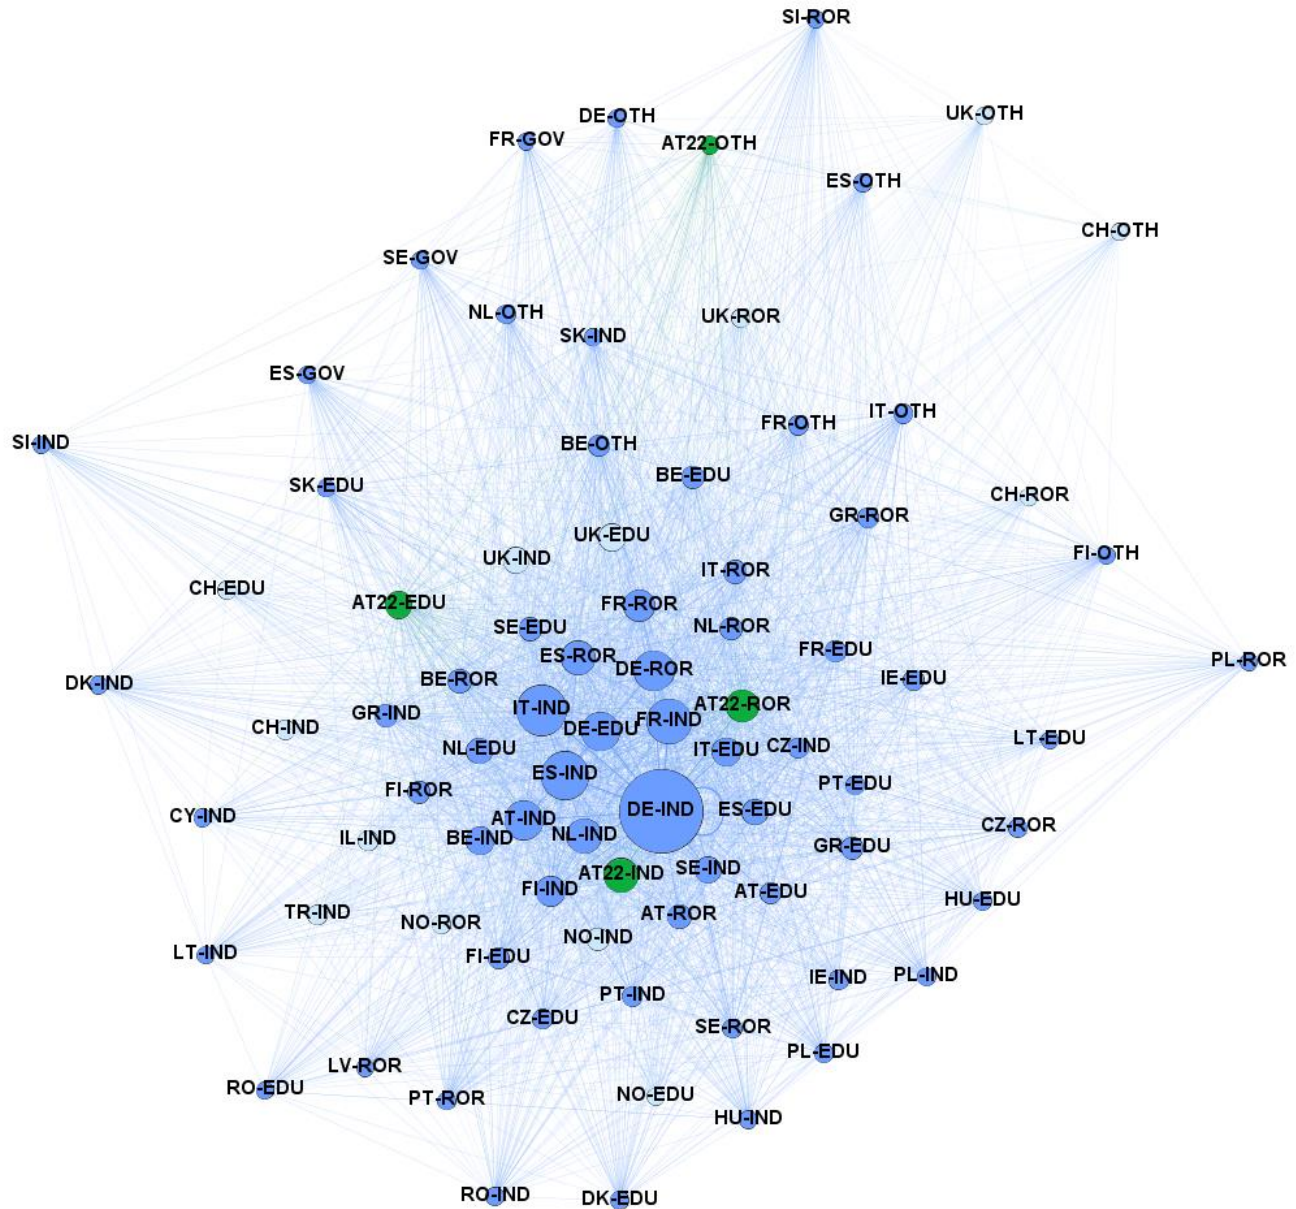 SI-ROR
UK-OTH
DE-OTH
FR-GOV
AT22-OTH
ES-OTH
CH-OTH
SE-GOV
NL-OTH
UK-ROR
SK-IND
ES-GOV
IT-OTH
FR-OTH
SI-IND
BE-OTH
BE-EDU
SK-EDU
CH-ROR
GR-ROR
UK-EDU
FI-OTH
UK-IND
IT-ROR
CH-EDU
AT22-EDU
FR-ROR
SE-EDU
NL-ROR
FR-EDU
ES-ROR
PL-ROR
DE-ROR
BE-ROR
IE-EDU
DK-IND
AT22-ROR
IT-IND
GR-IND
FR-IND
CH-IND
DE-EDU
LT-EDU
NL-EDU
IT-EDU
CZ-IND
ES-IND
PT-EDU
FI-ROR
DE-IND
ES-EDU
CY-IND
AT-IND
CZ-ROR
IL-IND
BE-IND
NL-IND
GR-EDU
SE-IND
AT22-IND
FI-IND
AT-EDU
HU-EDU
TR-IND
AT-ROR
NO-ROR
NO-IND
LT-IND
FI-EDU
IE-IND
PL-IND
PT-IND
CZ-EDU
SE-ROR
PL-EDU
LV-ROR
RO-EDU
PT-ROR
NO-EDU
HU-IND
RO-IND
DK-EDU